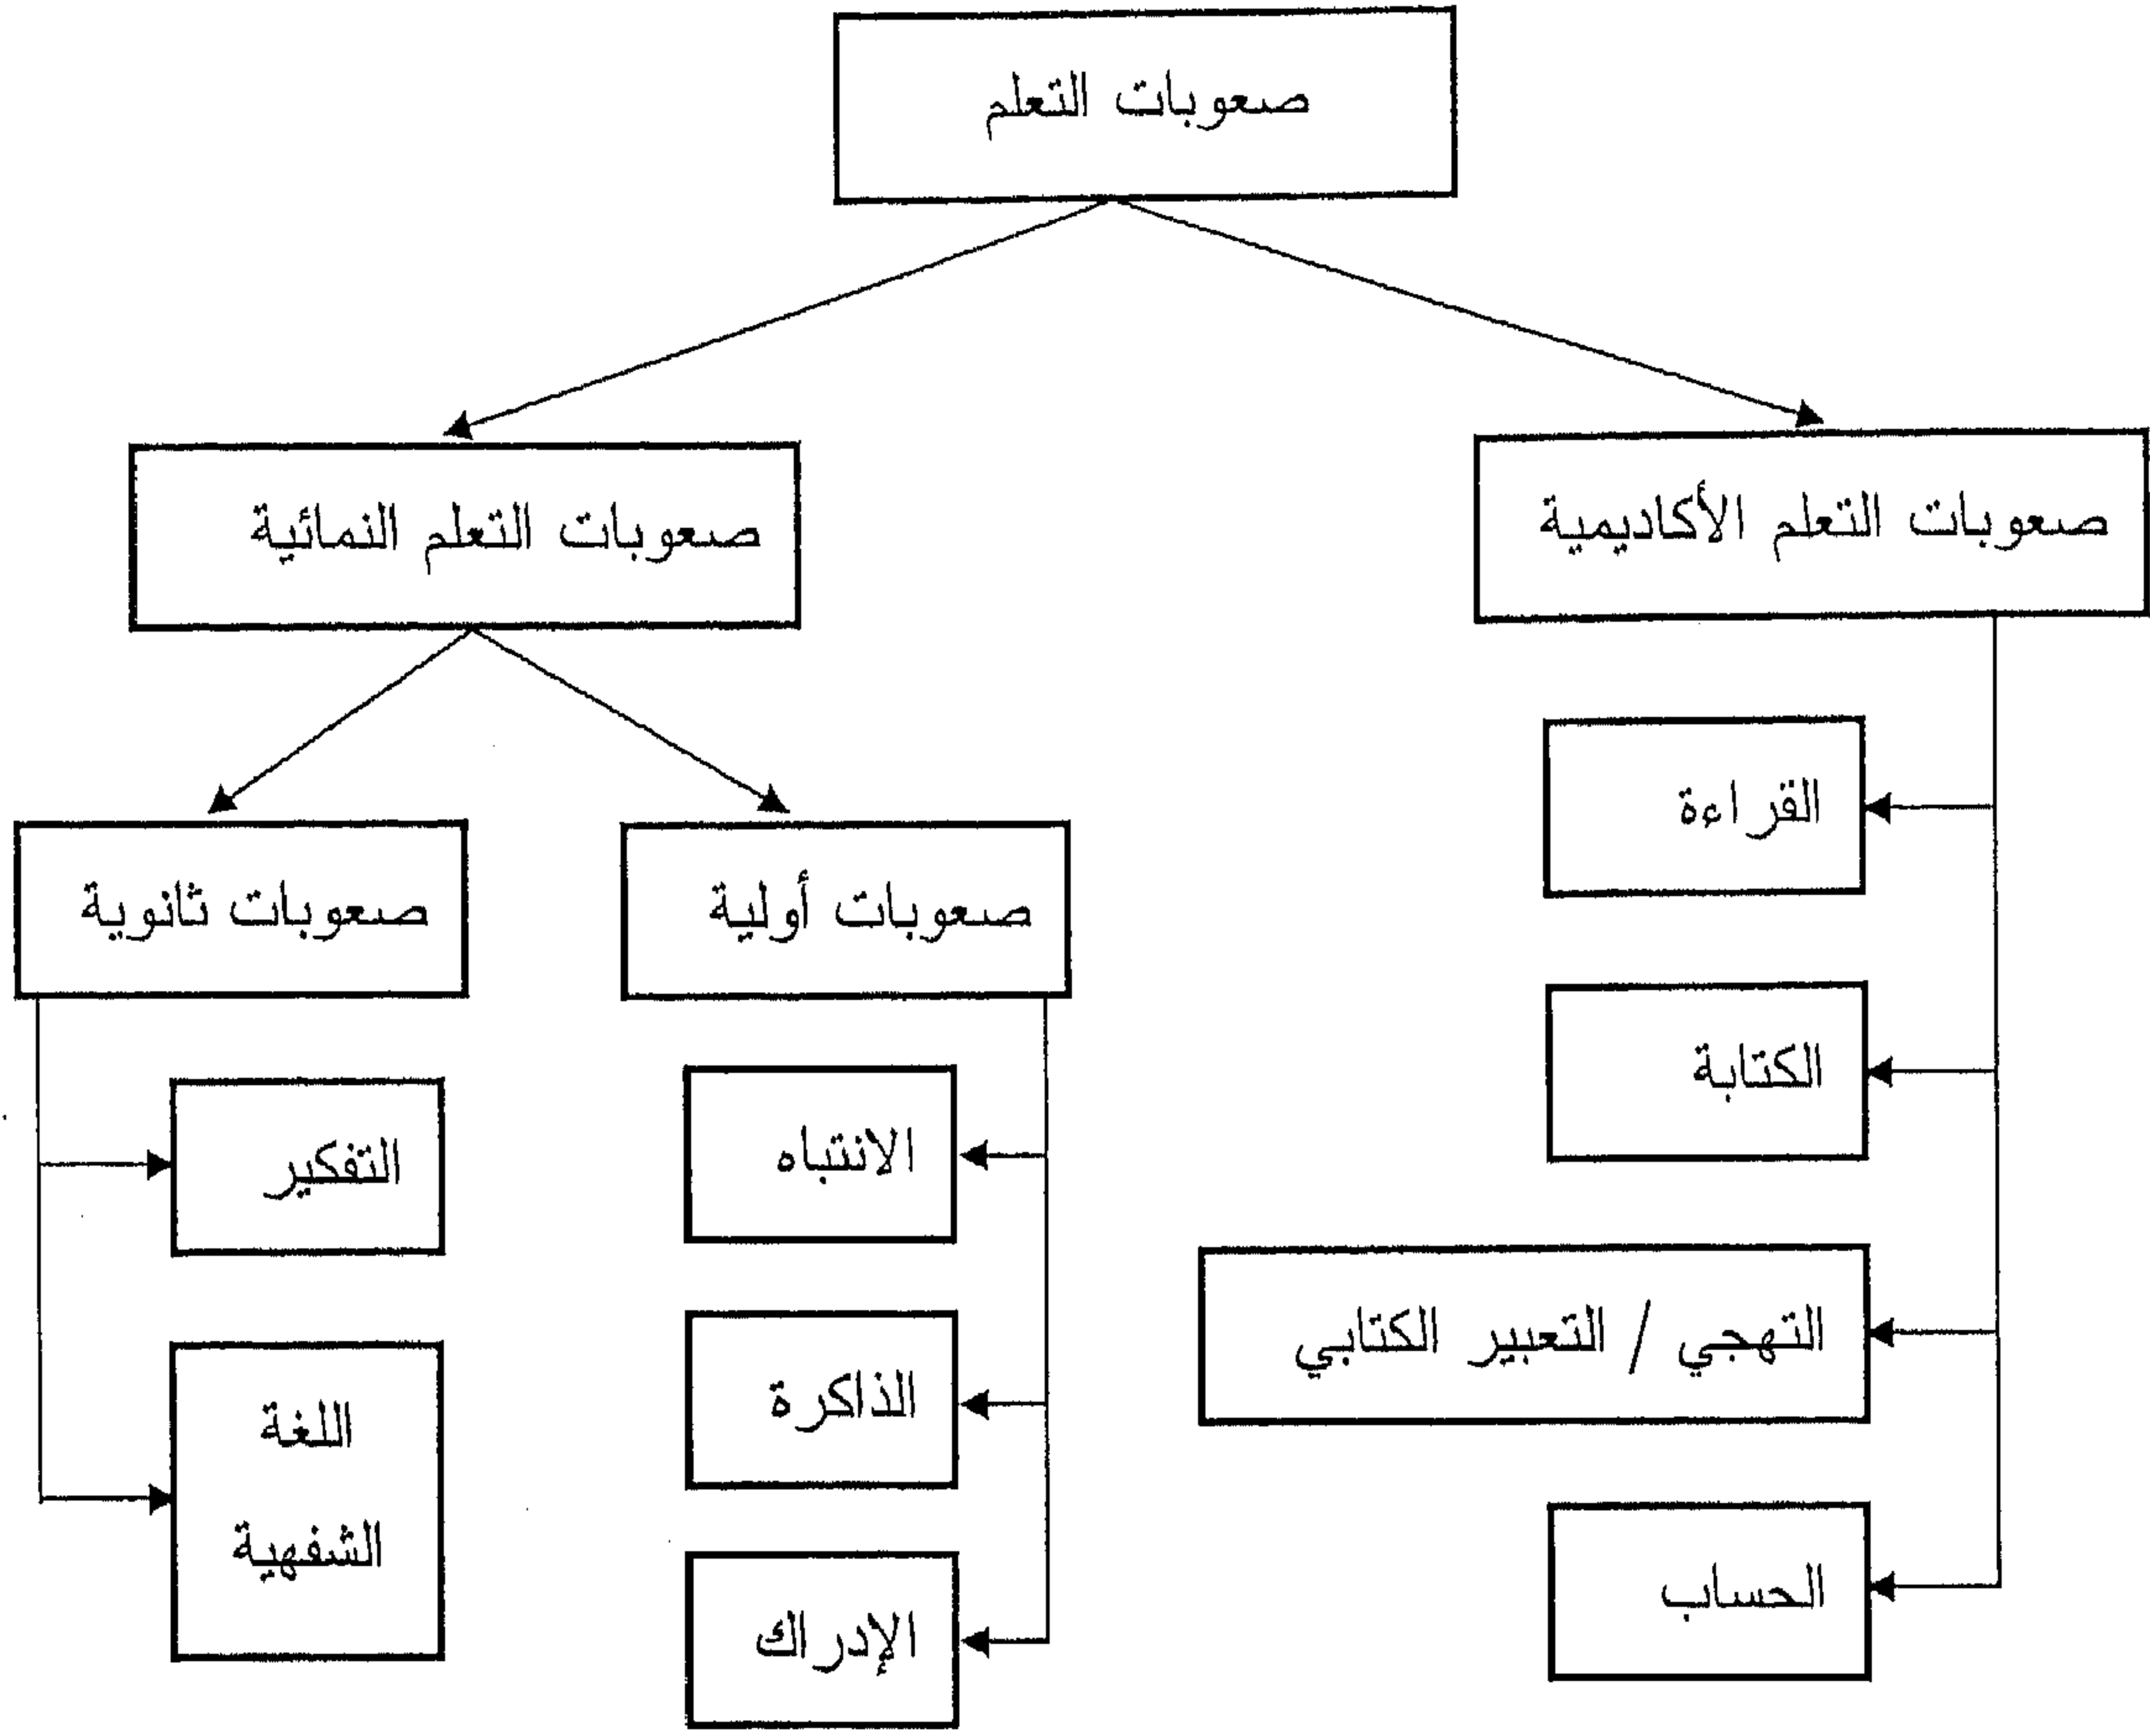 صعوبات التعلم
صعوبات التعلم الأكاديمية
صعوبات التعلم النمائية
القراءة
الكتابة
التهجي / التعبير الكتابي
الحساب
صعوبات أولية
صعوبات ثانوية
الانتباه
الذاكرة
الإدراك
التفكير
اللغة
الشفهية